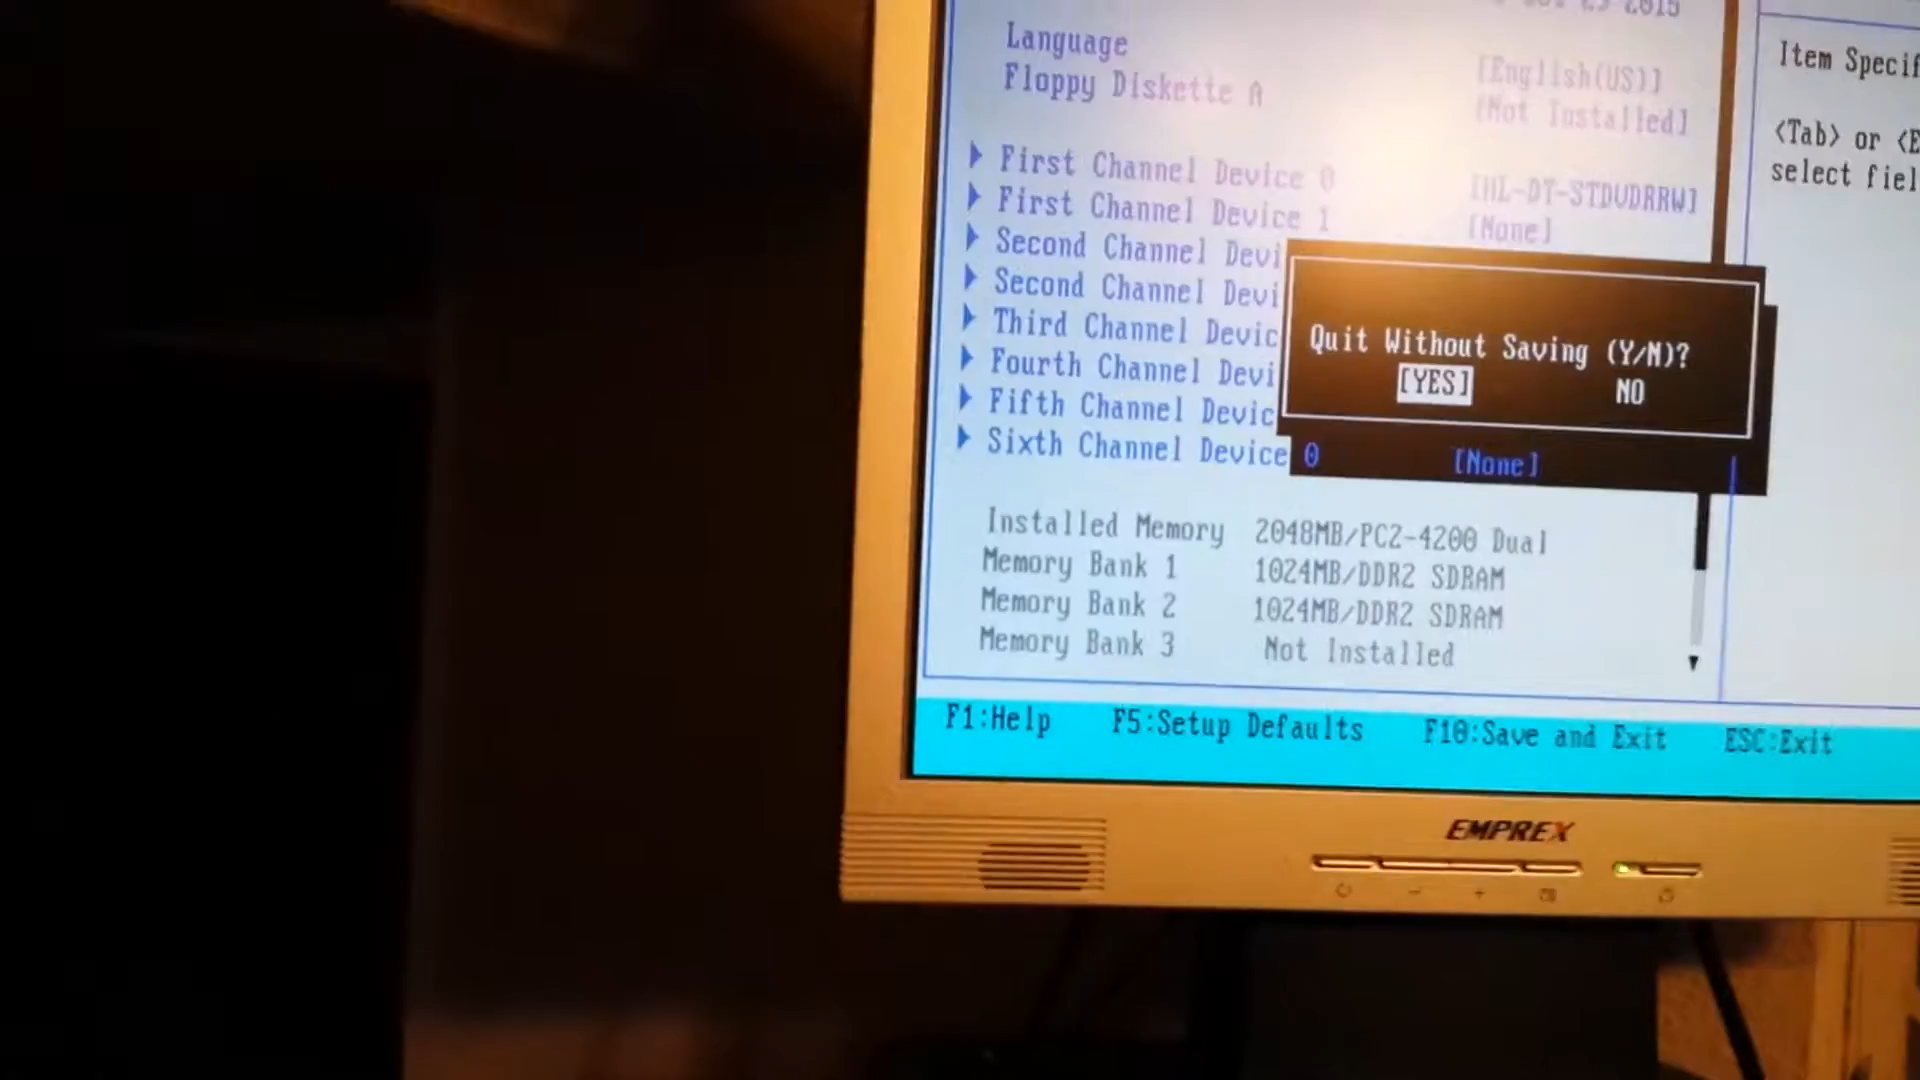 2015
Language [English(US)]
Floppy Diskette A [Not Installed]
First Channel Device 0 [HL-DT-STDVDRRW]
First Channel Device 1 [None]
Second Channel Devi
Second Channel Devi
Third Channel Devic
Fourth Channel Devi
Fifth Channel Devic
Sixth Channel Device 0 [None]
Quit Without Saving (Y/N)?
[YES] NO
Installed Memory 2048MB/PC2-4200 Dual
Memory Bank 1 1024MB/DDR2 SDRAM
Memory Bank 2 1024MB/DDR2 SDRAM
Memory Bank 3 Not Installed
Item Specif
<Tab> or <E
select fiel
F1:Help F5:Setup Defaults F10:Save and Exit ESC:Exit
EMPREX